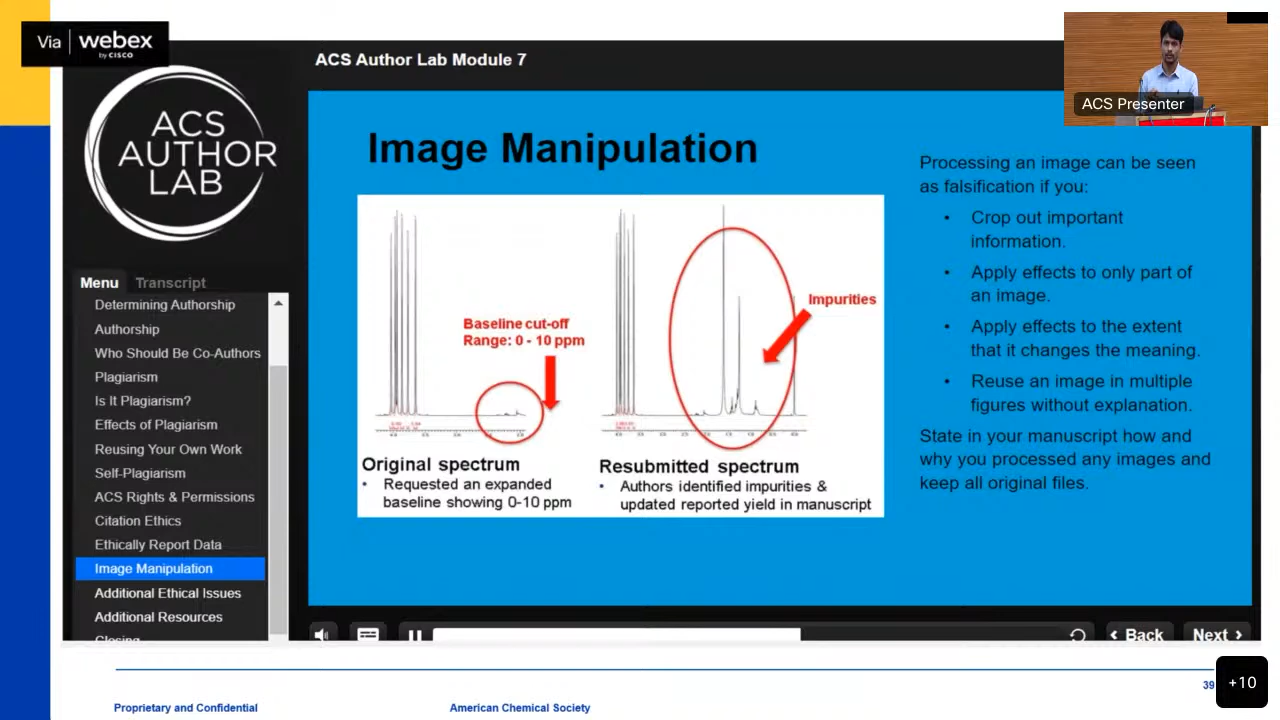 Via webex
by CISCO
ACS Author Lab Module 7
ACS Presenter
ACS
AUTHOR
LAB
Menu Transcript
Determining Authorship
Authorship
Who Should Be Co-Authors
Plagiarism
Is It Plagiarism?
Effects of Plagiarism
Reusing Your Own Work
Self-Plagiarism
ACS Rights & Permissions
Citation Ethics
Ethically Report Data
Image Manipulation
Additional Ethical Issues
Additional Resources
Closing
Image Manipulation
Baseline cut-off
Range: 0 - 10 ppm
Impurities
Original spectrum
• Requested an expanded
baseline showing 0-10 ppm
Resubmitted spectrum
• Authors identified impurities &
updated reported yield in manuscript
Processing an image can be seen
as falsification if you:
• Crop out important
information.
• Apply effects to only part of
an image.
• Apply effects to the extent
that it changes the meaning.
• Reuse an image in multiple
figures without explanation.
State in your manuscript how and
why you processed any images and
keep all original files.
Back Next
39
+10
Proprietary and Confidential
American Chemical Society